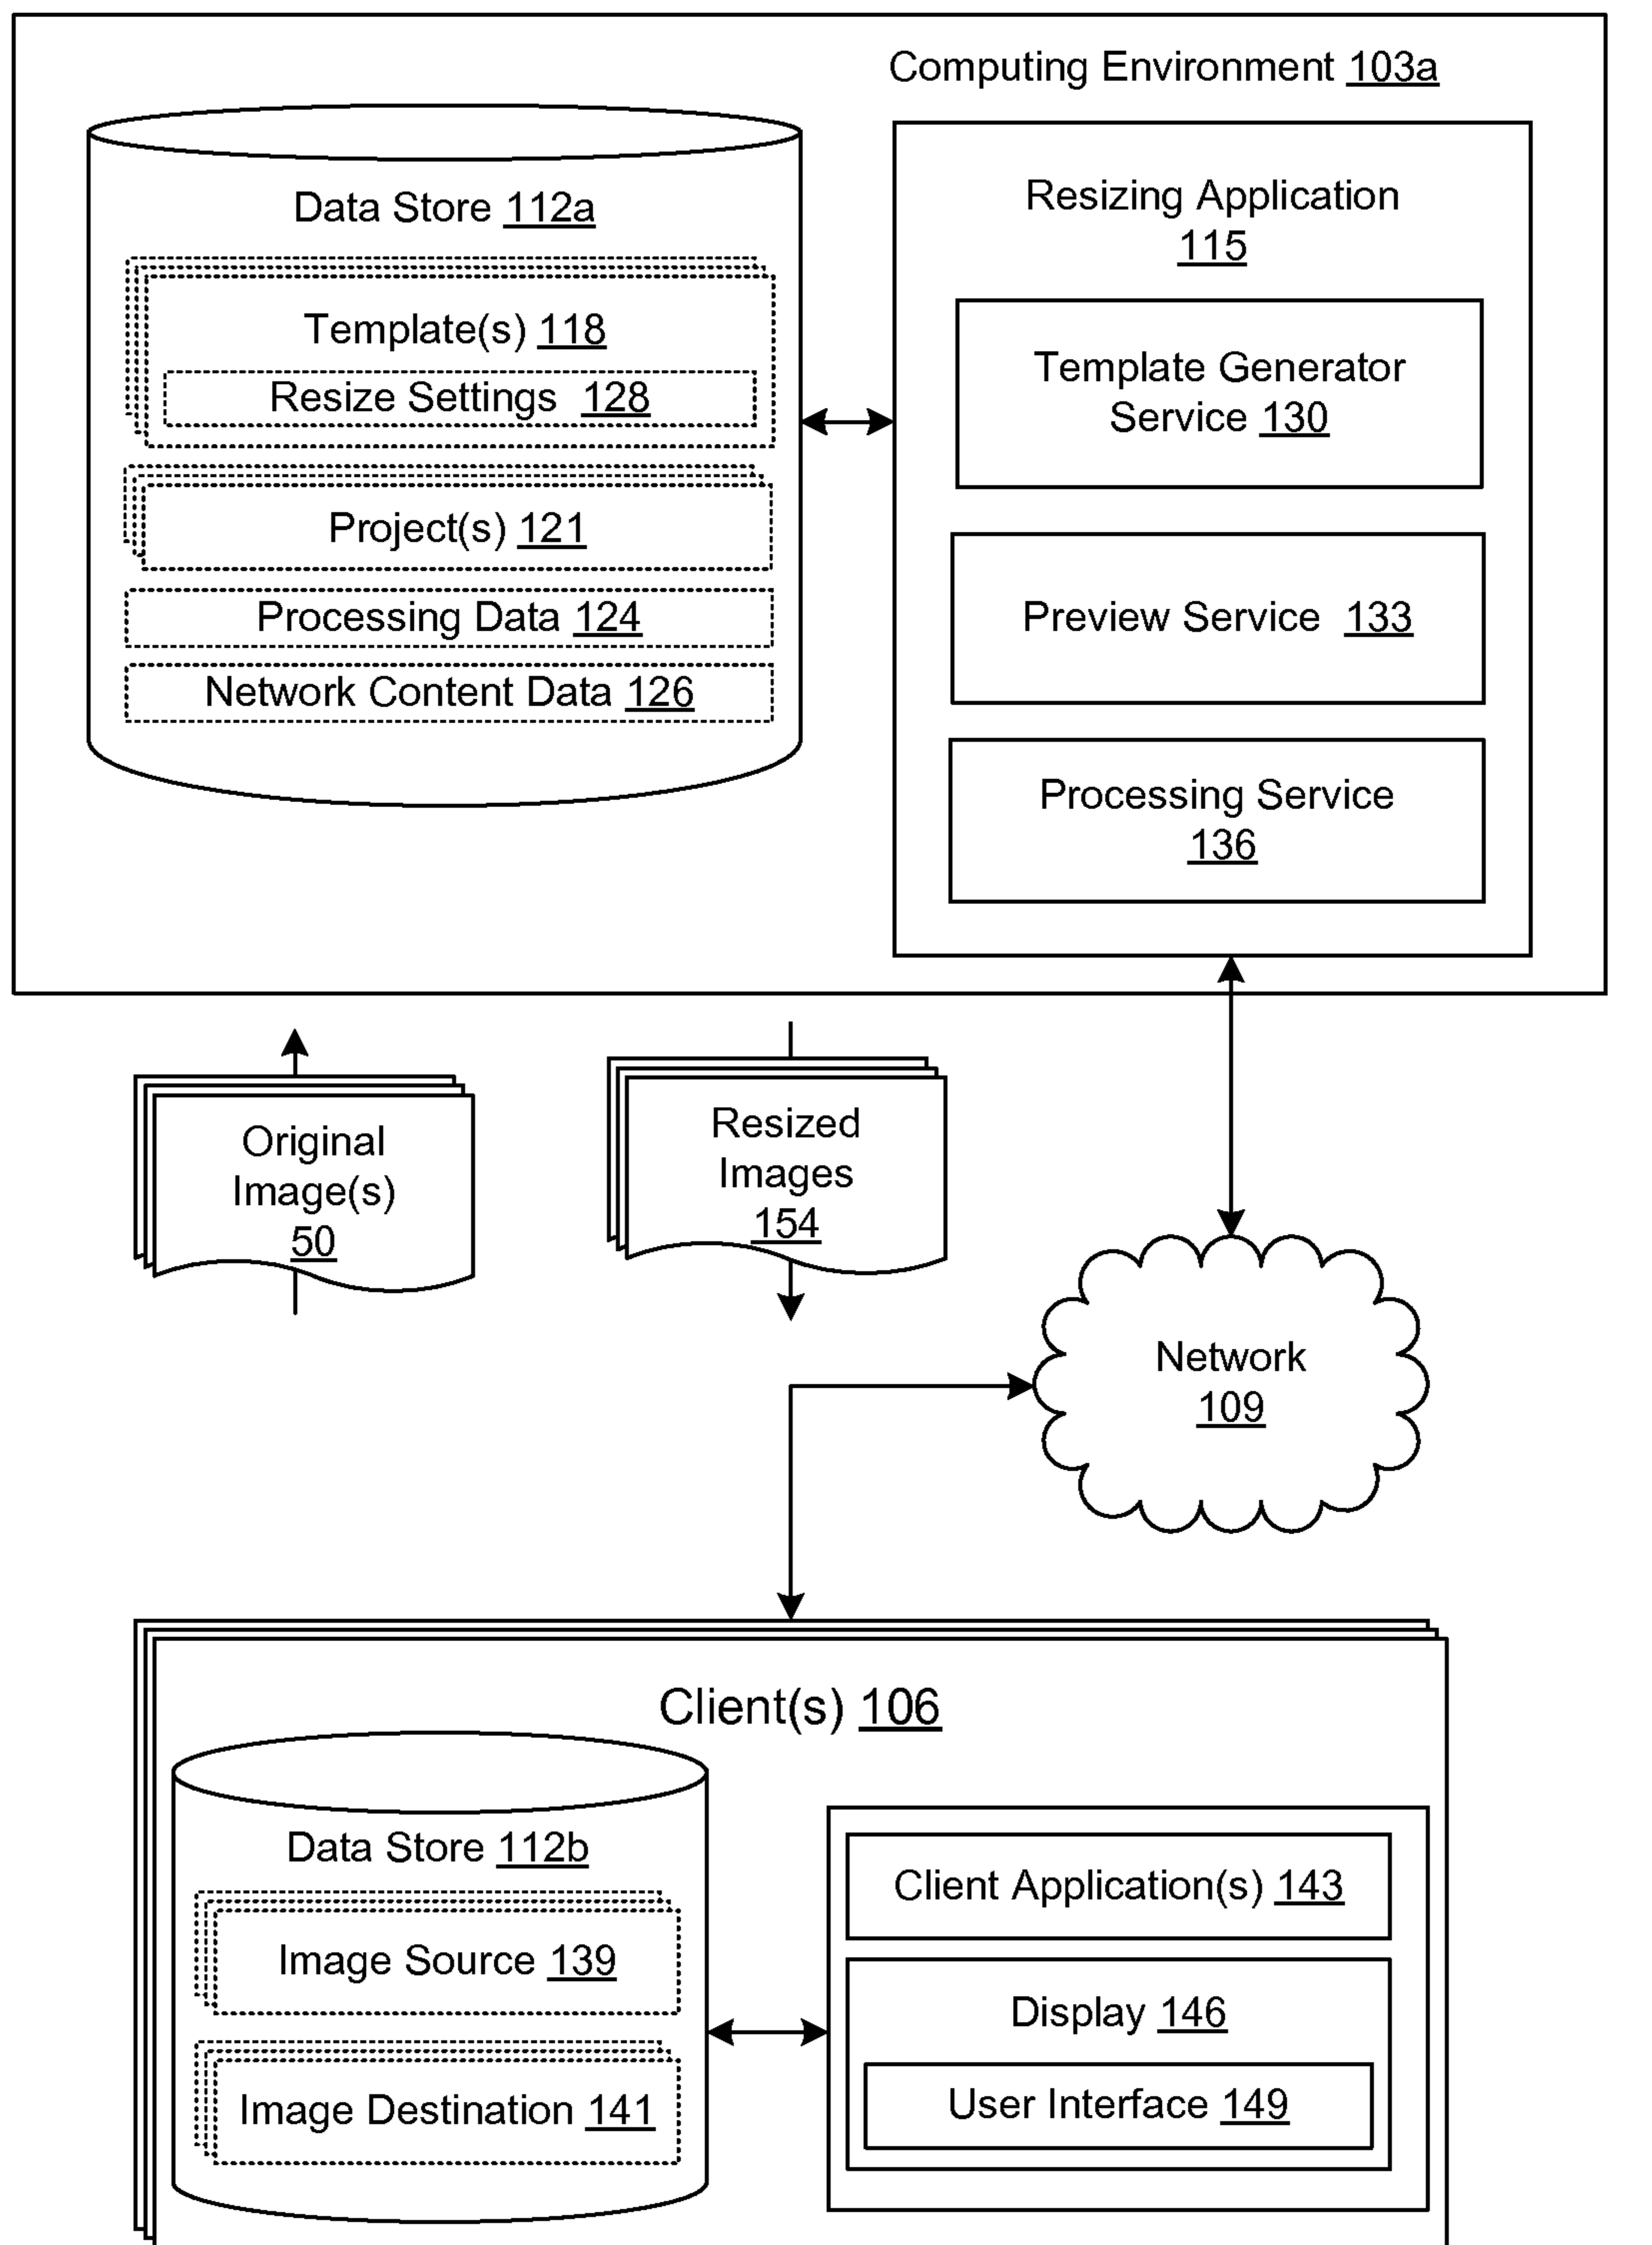 Computing Environment 103a
Data Store 112a
Template(s) 118
Resize Settings 128
Project(s) 121
Processing Data 124
Network Content Data 126
Resizing Application
115
Template Generator
Service 130
Preview Service 133
Processing Service
136
Original
Image(s)
50
Resized
Images
154
Network
109
Client(s) 106
Data Store 112b
Image Source 139
Image Destination 141
Client Application(s) 143
Display 146
User Interface 149